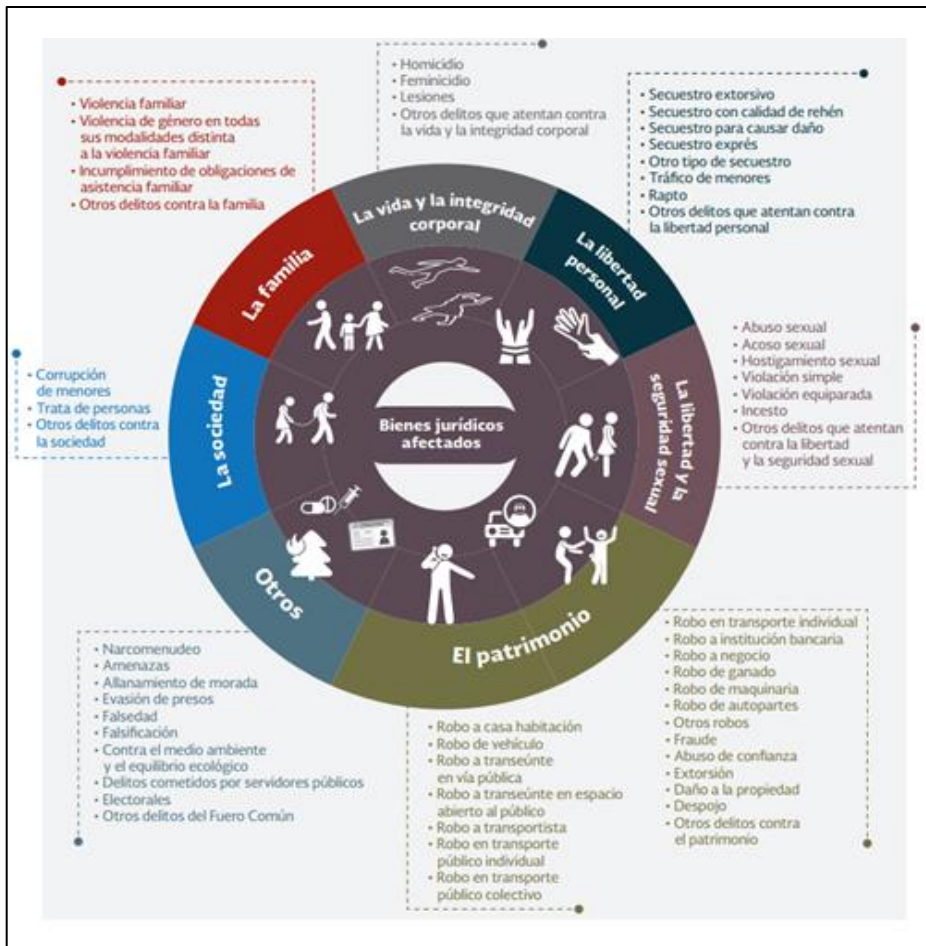 • Homicidio
• Feminicidio
• Lesiones
• Otros delitos que atentan contra
la vida y la integridad corporal
• Violencia familiar
• Violencia de género en todas
sus modalidades distinta
a la violencia familiar
• Incumplimiento de obligaciones de
asistencia familiar
• Otros delitos contra la familia
• Secuestro extorsivo
• Secuestro con calidad de rehén
• Secuestro para causar daño
• Secuestro exprés
• Otro tipo de secuestro
• Tráfico de menores
• Rapto
• Otros delitos que atentan contra
la libertad personal
La vida y la integridad
corporal
La familia
La libertad
personal
• Corrupción
de menores
• Trata de personas
• Otros delitos contra
la sociedad
La sociedad
Bienes jurídicos
afectados
La libertad y la
seguridad sexual
• Abuso sexual
• Acoso sexual
• Hostigamiento sexual
• Violación simple
• Violación equiparada
• Incesto
• Otros delitos que atentan
contra la libertad
y la seguridad sexual
Otros
El patrimonio
• Narcomenudeo
• Amenazas
• Allanamiento de morada
• Evasión de presos
• Falsedad
• Falsificación
• Contra el medio ambiente
y el equilibrio ecológico
• Delitos cometidos por servidores públicos
• Electorales
• Otros delitos del Fuero Común
• Robo a casa habitación
• Robo de vehículo
• Robo a transeúnte
en vía pública
• Robo a transeúnte en espacio
abierto al público
• Robo a transportista
• Robo en transporte
público individual
• Robo en transporte
público colectivo
• Robo en transporte individual
• Robo a institución bancaria
• Robo a negocio
• Robo de ganado
• Robo de maquinaria
• Robo de autopartes
• Otros robos
• Fraude
• Abuso de confianza
• Extorsión
• Daño a la propiedad
• Despojo
• Otros delitos contra
el patrimonio